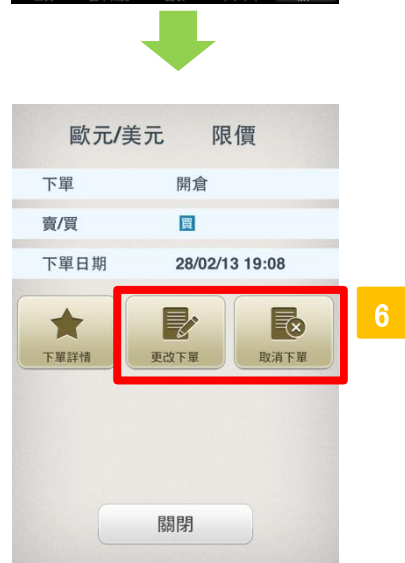 歐元/美元 限價
下單 開倉
賣/買 買
下單日期 28/02/13 19:08
下單詳情 更改下單 取消下單
6
關閉